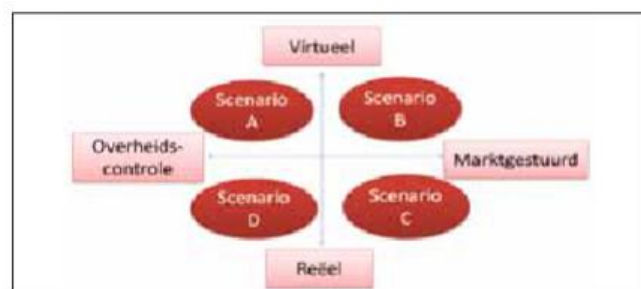 Virtueel
Scenario
A
Scenario
B
Overheids-
controle
Marktgestuurd
Scenario
D
Scenario
C
Reëel